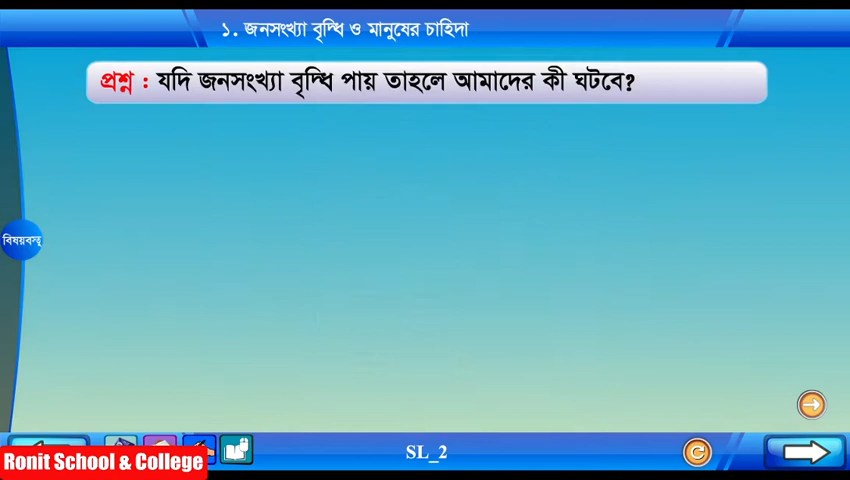 ১. জনসংখ্যা বৃদ্ধি ও মানুষের চাহিদা
প্রশ্ন : যদি জনসংখ্যা বৃদ্ধি পায় তাহলে আমাদের কী ঘটবে?
বিষয়বস্তু
SL_2
Ronit School & College